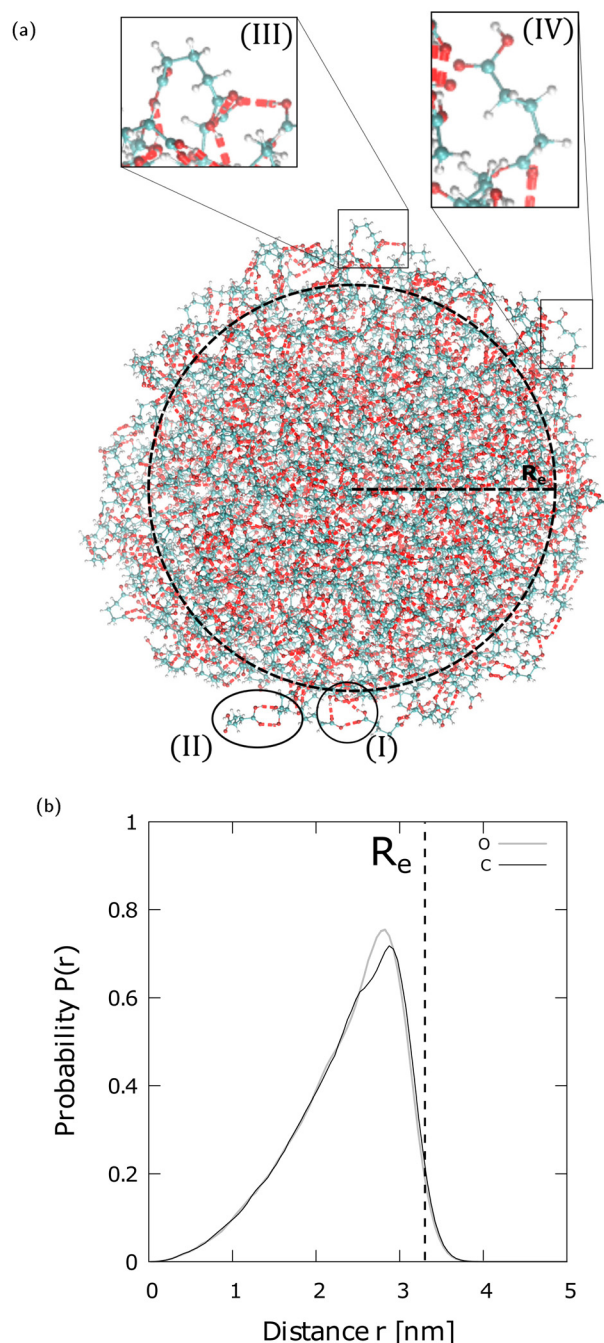 (a)
(III)
(IV)
Re
(II)
(I)
(b)
Re
O
C
1
0.8
0.6
0.4
0.2
0
0 1 2 3 4 5
Probability P(r)
Distance r [nm]